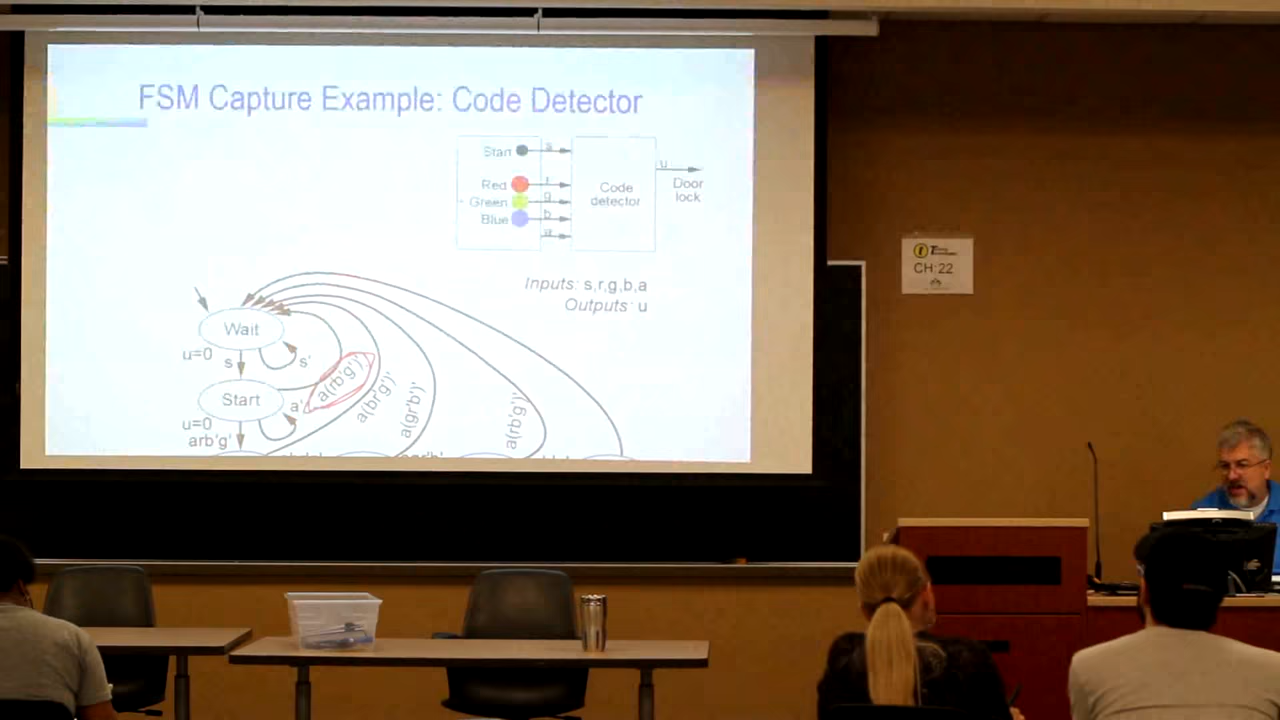 FSM Capture Example: Code Detector
Start
s
Red
r
Green
g
Blue
b
a
Code
detector
u
Door
lock
Inputs: s,r,g,b,a
Outputs: u
Wait
u=0
s
s'
Start
u=0
a'
arb'g'
a(rb'g')'
a(br'g')'
a(gr'b')'
a(rb'g')'
CH:22